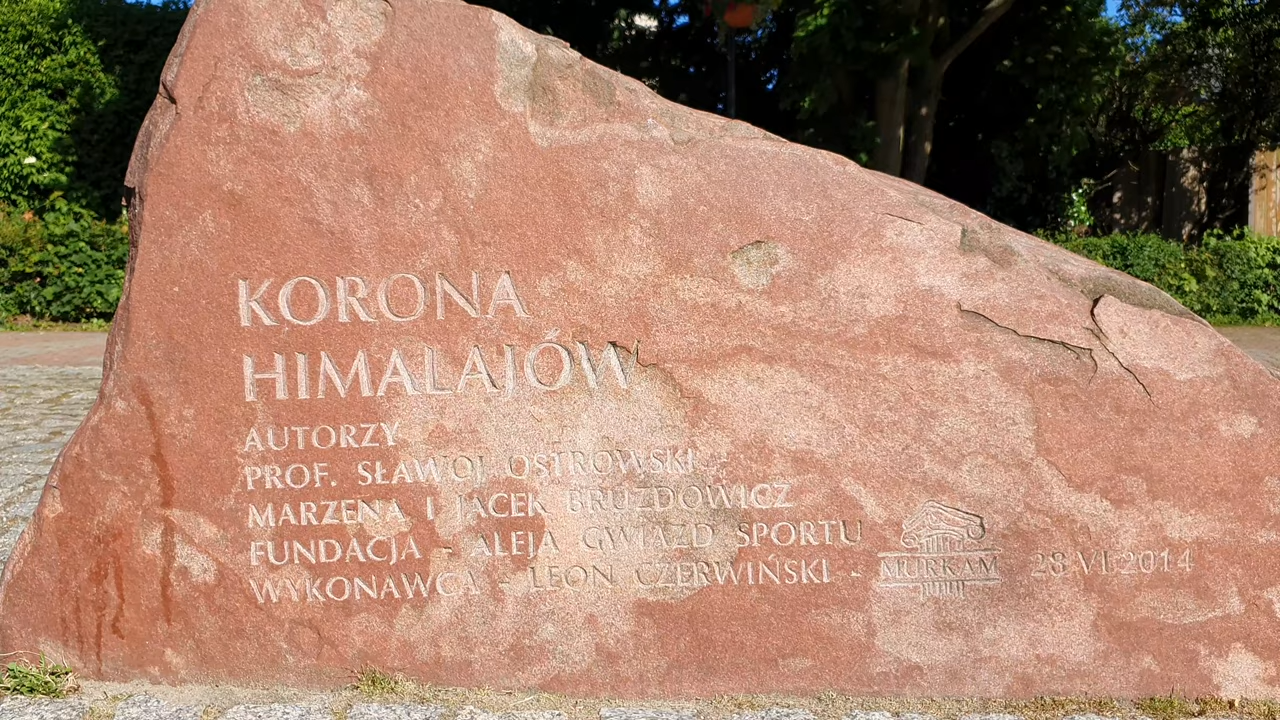 KORONA
HIMALAJÓW
AUTORZY
PROF. SŁAWOJ OSTROWSKI
MARZENA I JACEK BRUZDOWICZ
FUNDACJA - ALEJA GWIAZD SPORTU
WYKONAWCA - LEON CZERWIŃSKI - MURKAM 28 VI 2014